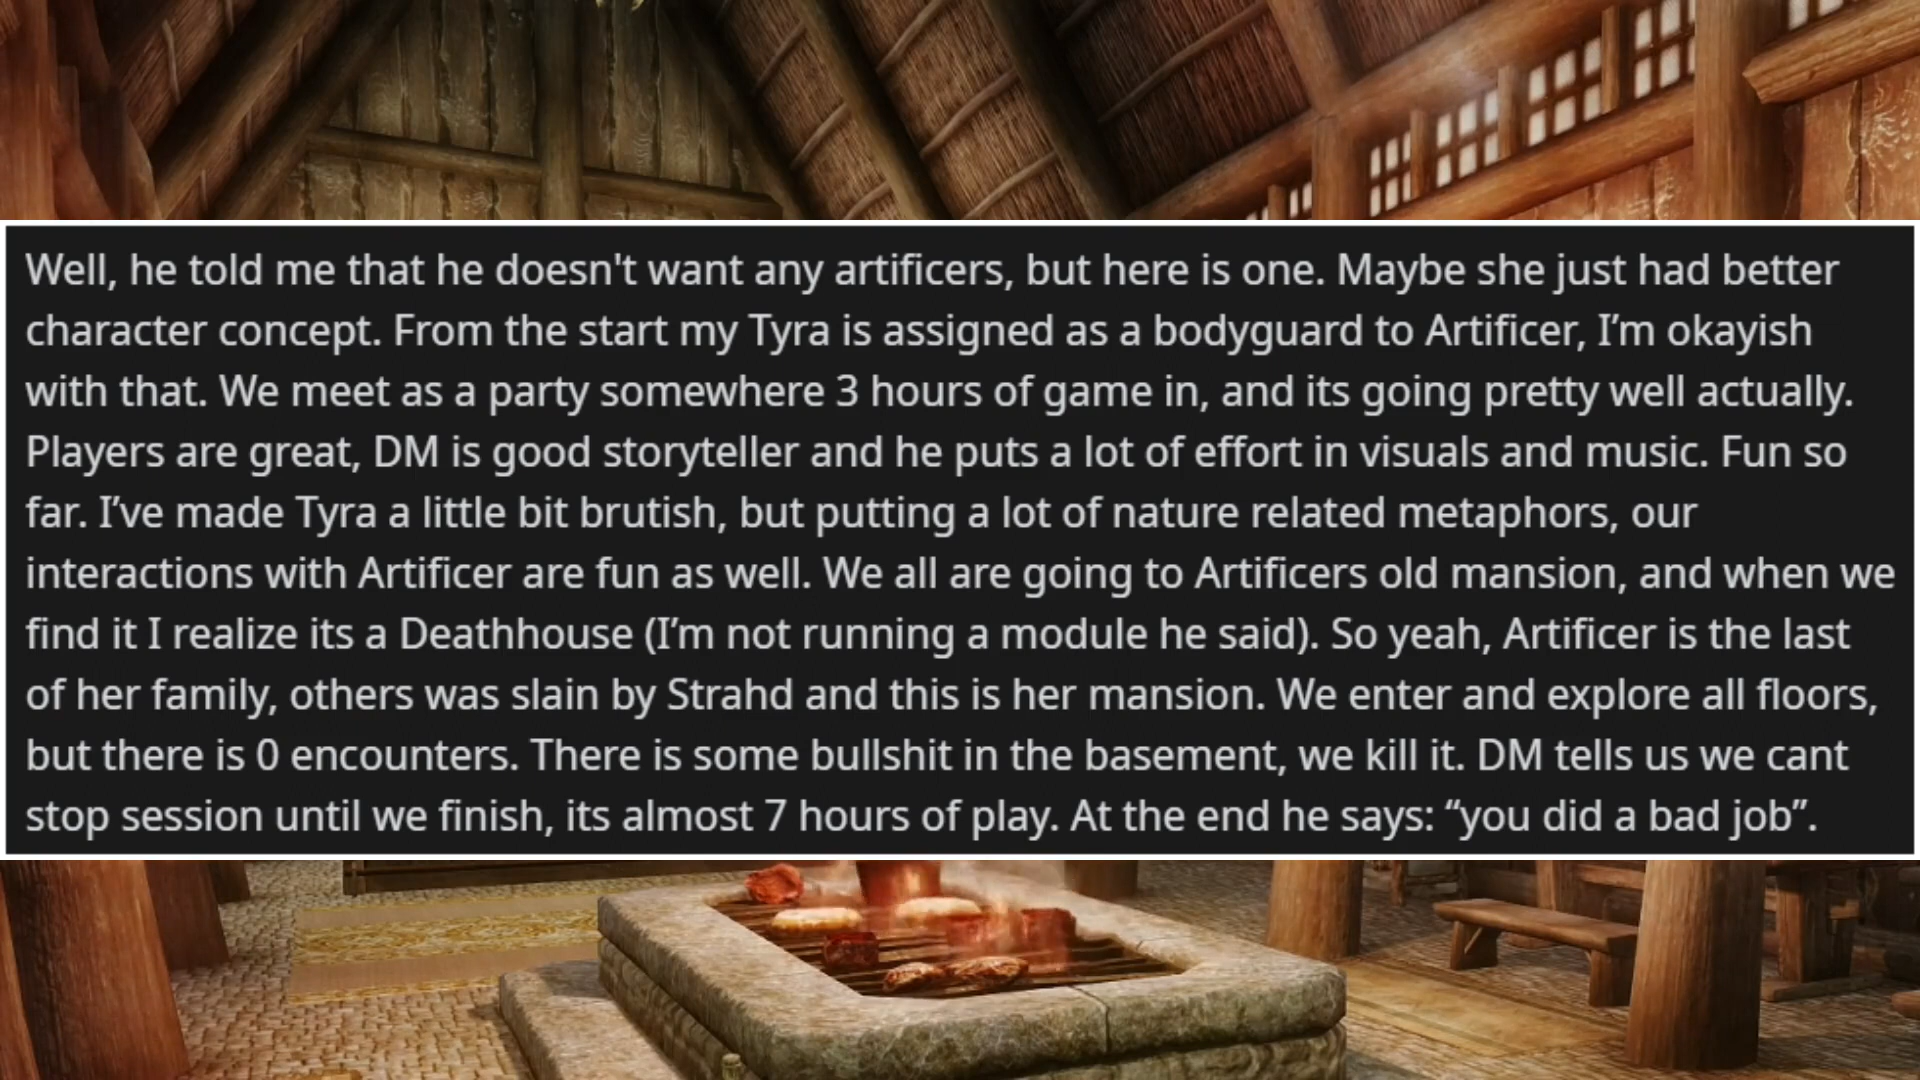 Well, he told me that he doesn't want any artificers, but here is one. Maybe she just had better
character concept. From the start my Tyra is assigned as a bodyguard to Artificer, I’m okayish
with that. We meet as a party somewhere 3 hours of game in, and its going pretty well actually.
Players are great, DM is good storyteller and he puts a lot of effort in visuals and music. Fun so
far. I’ve made Tyra a little bit brutish, but putting a lot of nature related metaphors, our
interactions with Artificer are fun as well. We all are going to Artificers old mansion, and when we
find it I realize its a Deathhouse (I’m not running a module he said). So yeah, Artificer is the last
of her family, others was slain by Strahd and this is her mansion. We enter and explore all floors,
but there is 0 encounters. There is some bullshit in the basement, we kill it. DM tells us we cant
stop session until we finish, its almost 7 hours of play. At the end he says: “you did a bad job”.